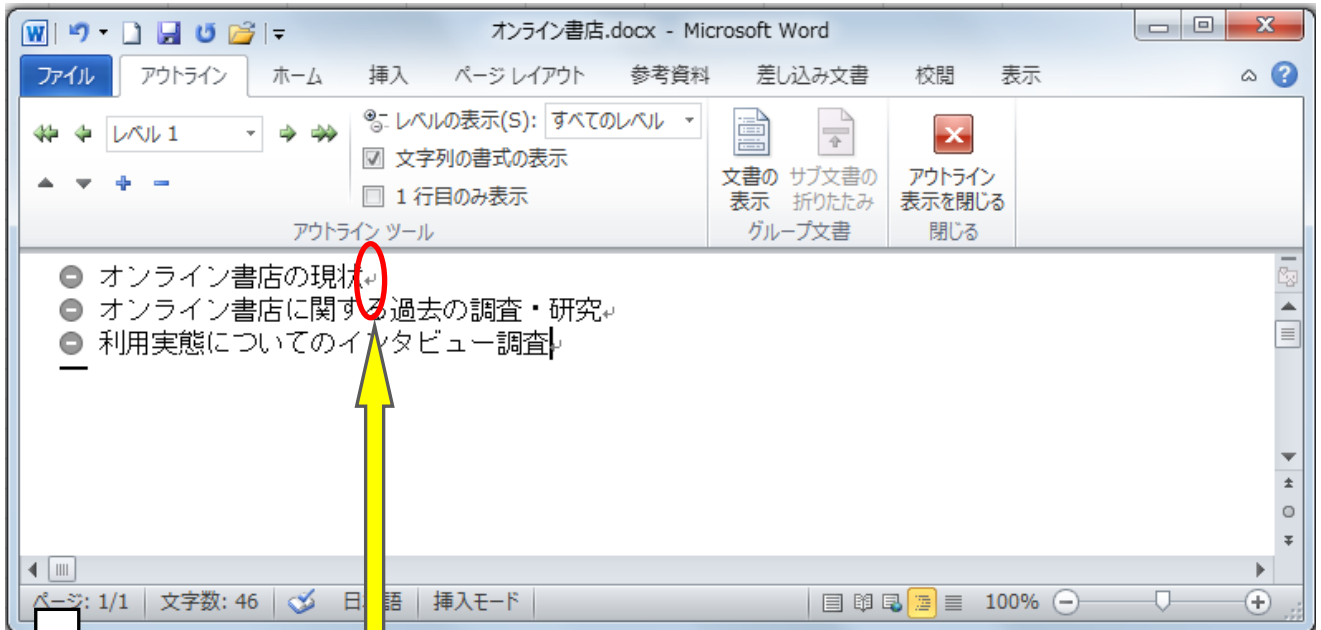 オンライン書店.docx - Microsoft Word
ファイル アウトライン ホーム 挿入 ページ レイアウト 参考資料 差し込み文書 校閲 表示
レベル 1
レベルの表示(S): すべてのレベル
文字列の書式の表示
1 行目のみ表示
アウトライン ツール
文書の表示
サブ文書の折りたたみ
グループ文書
アウトライン表示を閉じる
閉じる
オンライン書店の現状
オンライン書店に関する過去の調査・研究
利用実態についてのインタビュー調査
ページ: 1/1 文字数: 46 日本語 挿入モード 100%